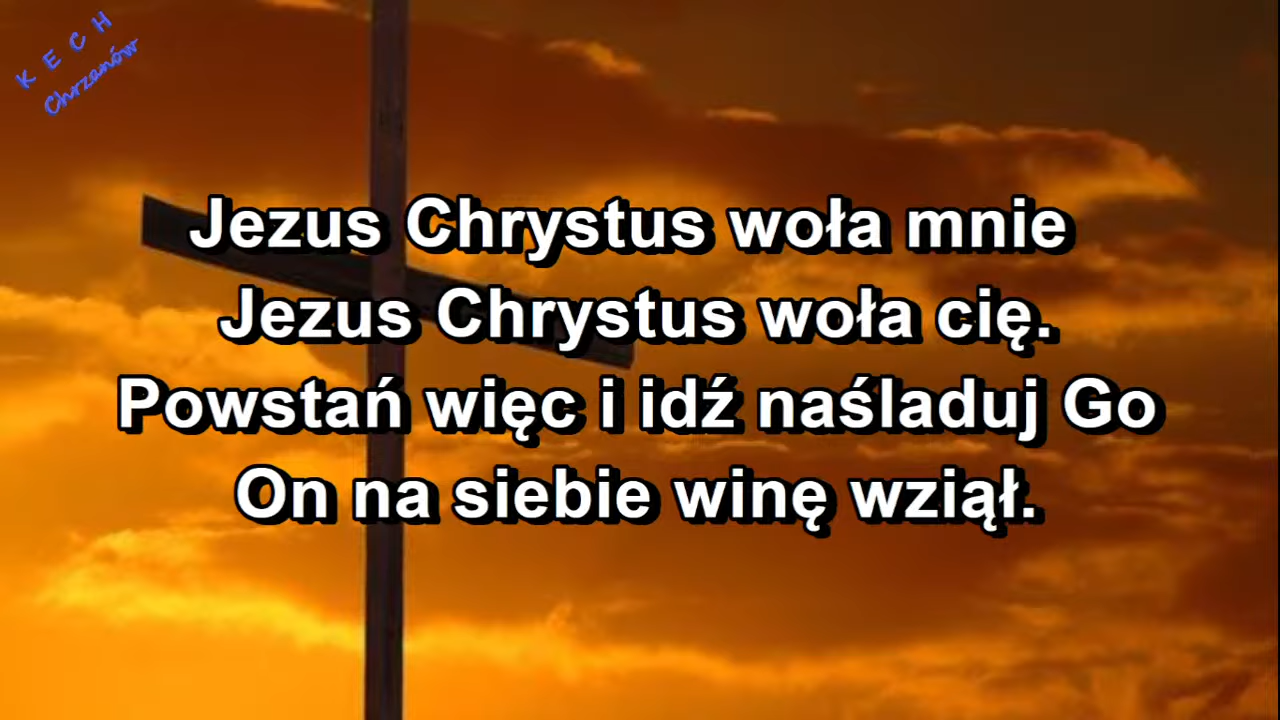 K E C H
Chrzanów
Jezus Chrystus woła mnie
Jezus Chrystus woła cię.
Powstań więc i idź naśladuj Go
On na siebie winę wziął.